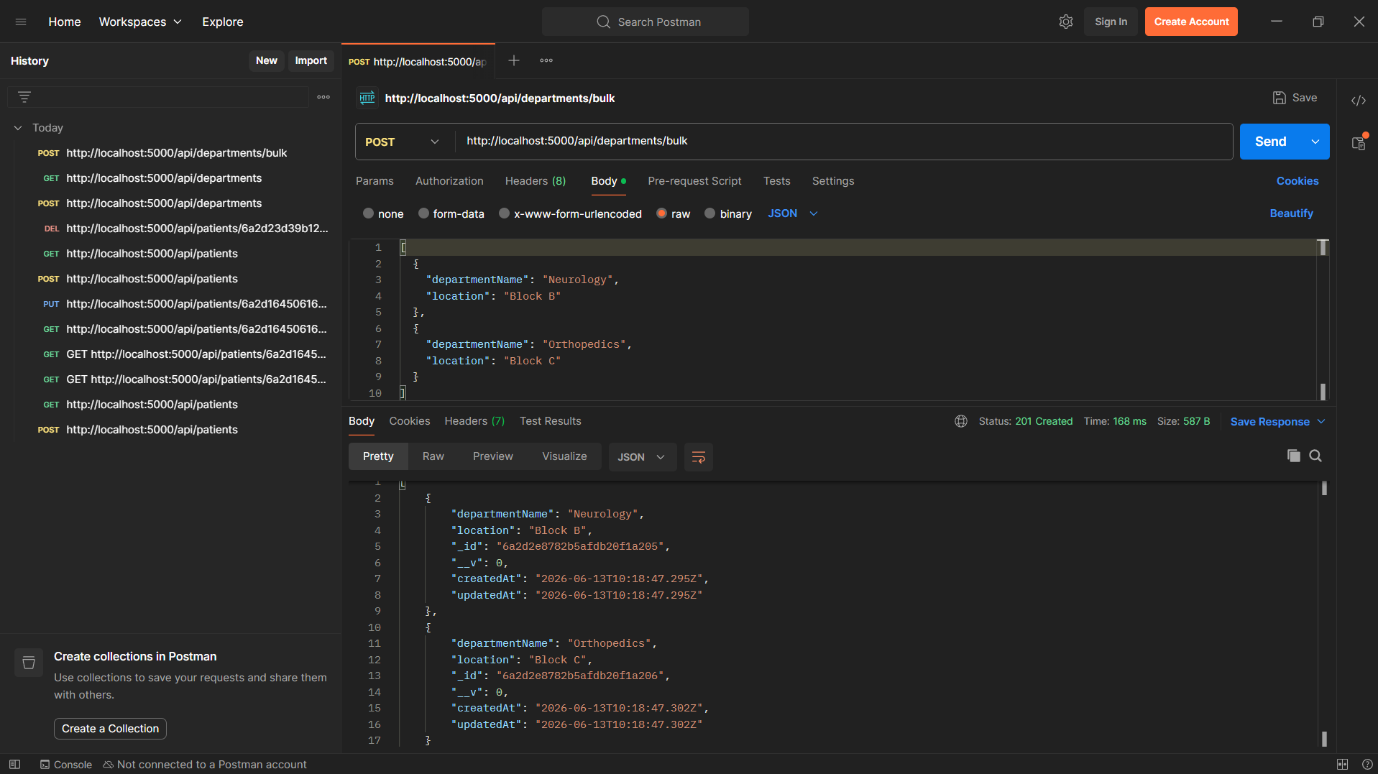 Home Workspaces Explore Search Postman Sign In Create Account
History New Import POST http://localhost:5000/ap
HTTP http://localhost:5000/api/departments/bulk Save
Today
POST http://localhost:5000/api/departments/bulk
GET http://localhost:5000/api/departments
POST http://localhost:5000/api/departments
DEL http://localhost:5000/api/patients/6a2d23d39b12...
GET http://localhost:5000/api/patients
POST http://localhost:5000/api/patients
PUT http://localhost:5000/api/patients/6a2d16450616...
GET http://localhost:5000/api/patients/6a2d16450616...
GET GET http://localhost:5000/api/patients/6a2d1645...
GET GET http://localhost:5000/api/patients/6a2d1645...
GET http://localhost:5000/api/patients
POST http://localhost:5000/api/patients
Create collections in Postman
Use collections to save your requests and share them
with others.
Create a Collection
POST http://localhost:5000/api/departments/bulk Send
Params Authorization Headers (8) Body Pre-request Script Tests Settings Cookies
none form-data x-www-form-urlencoded raw binary JSON Beautify
1 [
2 {
3 "departmentName": "Neurology",
4 "location": "Block B"
5 },
6 {
7 "departmentName": "Orthopedics",
8 "location": "Block C"
9 }
10 ]
Body Cookies Headers (7) Test Results Status: 201 Created Time: 168 ms Size: 587 B Save Response
Pretty Raw Preview Visualize JSON
1 [
2 {
3 "departmentName": "Neurology",
4 "location": "Block B",
5 "_id": "6a2d2e8782b5afdb20f1a205",
6 "__v": 0,
7 "createdAt": "2026-06-13T10:18:47.295Z",
8 "updatedAt": "2026-06-13T10:18:47.295Z"
9 },
10 {
11 "departmentName": "Orthopedics",
12 "location": "Block C",
13 "_id": "6a2d2e8782b5afdb20f1a206",
14 "__v": 0,
15 "createdAt": "2026-06-13T10:18:47.302Z",
16 "updatedAt": "2026-06-13T10:18:47.302Z"
17 }
Console Not connected to a Postman account